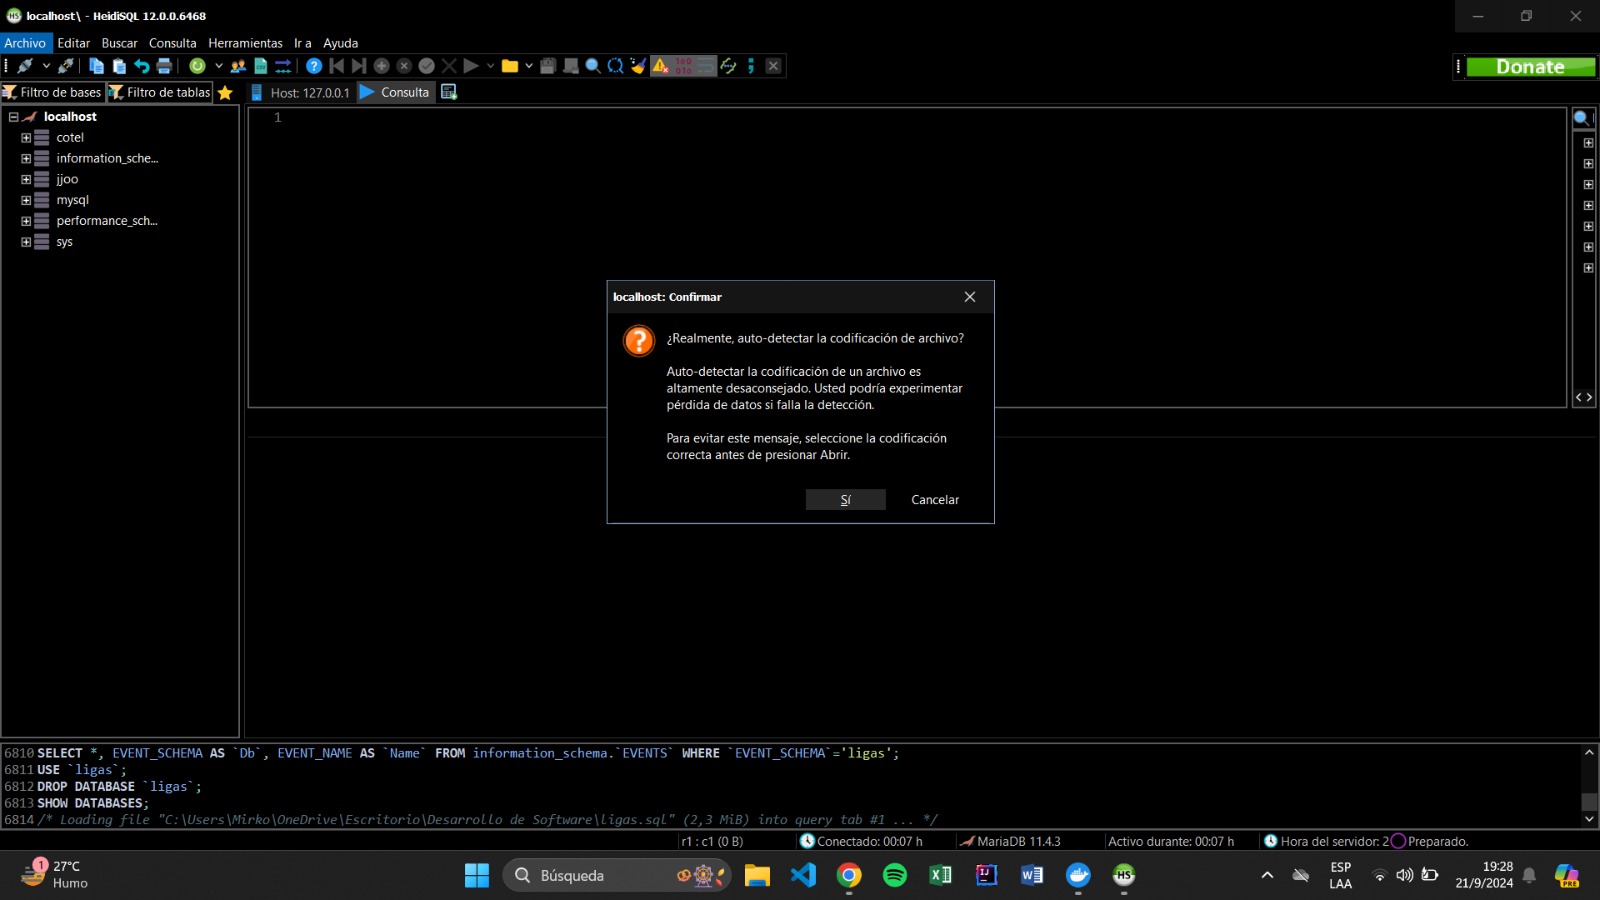 localhost\ - HeidiSQL 12.0.0.6468
Archivo Editar Buscar Consulta Herramientas Ir a Ayuda
Donate
Filtro de bases Filtro de tablas Host: 127.0.0.1 Consulta
localhost
cotel
information_sche...
jjoo
mysql
performance_sch...
sys
1
localhost: Confirmar
¿Realmente, auto-detectar la codificación de archivo?
Auto-detectar la codificación de un archivo es
altamente desaconsejado. Usted podría experimentar
pérdida de datos si falla la detección.
Para evitar este mensaje, seleccione la codificación
correcta antes de presionar Abrir.
Sí Cancelar
6810 SELECT *, EVENT_SCHEMA AS `Db`, EVENT_NAME AS `Name` FROM information_schema.`EVENTS` WHERE `EVENT_SCHEMA`='ligas';
6811 USE `ligas`;
6812 DROP DATABASE `ligas`;
6813 SHOW DATABASES;
6814 /* Loading file "C:\Users\Mirko\OneDrive\Escritorio\Desarrollo de Software\ligas.sql" (2,3 MiB) into query tab #1 ... */
r1 : c1 (0 B) Conectado: 00:07 h MariaDB 11.4.3 Activo durante: 00:07 h Hora del servidor: 2 Preparado.
1
27°C
Humo
Búsqueda
ESP
LAA
19:28
21/9/2024
PRE